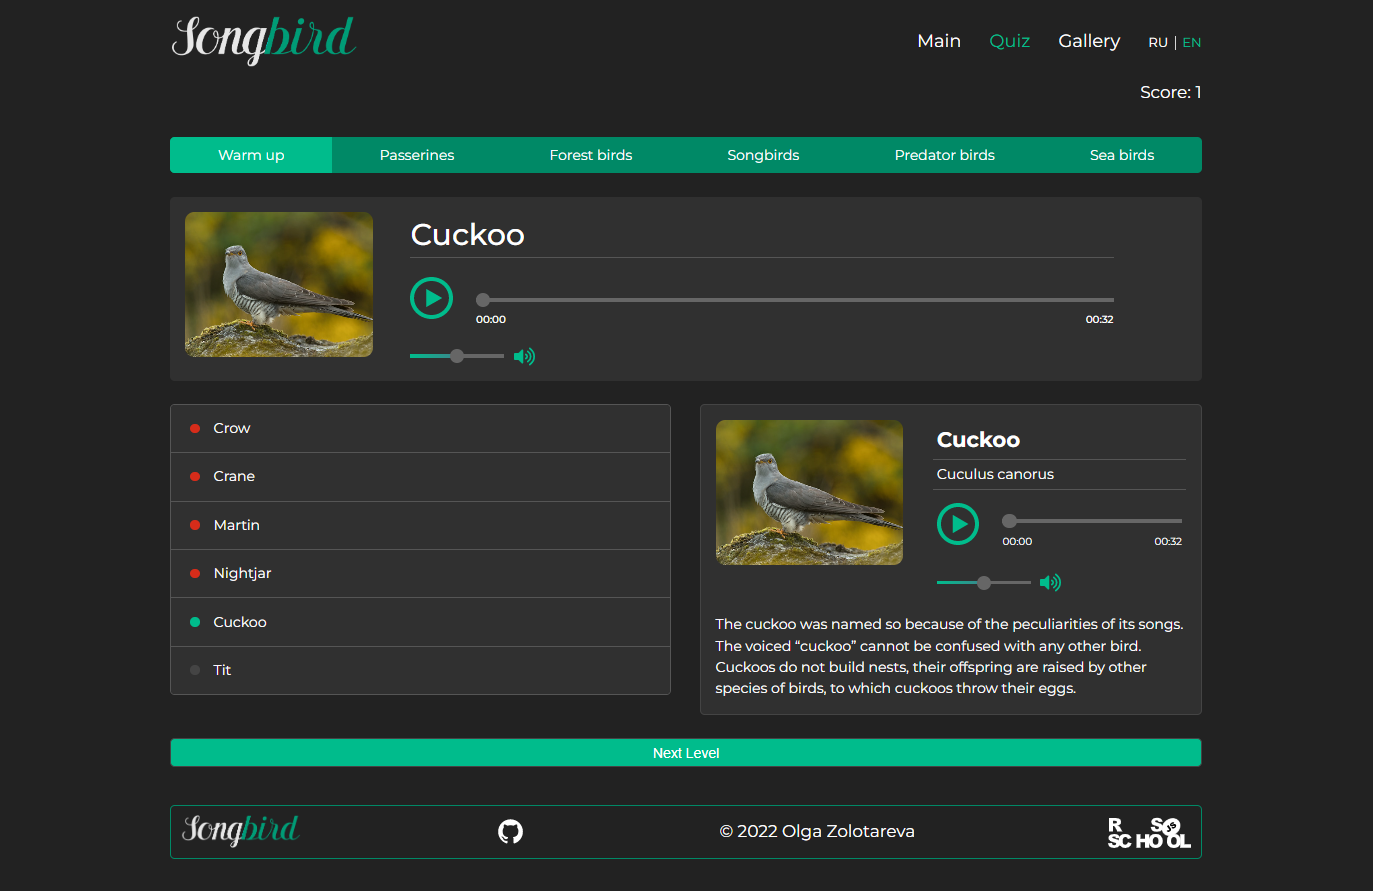 Songbird
Main Quiz Gallery RU | EN
Score: 1
Warm up Passerines Forest birds Songbirds Predator birds Sea birds
Cuckoo
00:00 00:32
Crow
Crane
Martin
Nightjar
Cuckoo
Tit
Cuckoo
Cuculus canorus
00:00 00:32
The cuckoo was named so because of the peculiarities of its songs.
The voiced “cuckoo” cannot be confused with any other bird.
Cuckoos do not build nests, their offspring are raised by other
species of birds, to which cuckoos throw their eggs.
Next Level
Songbird © 2022 Olga Zolotareva
RS
SCHOOL